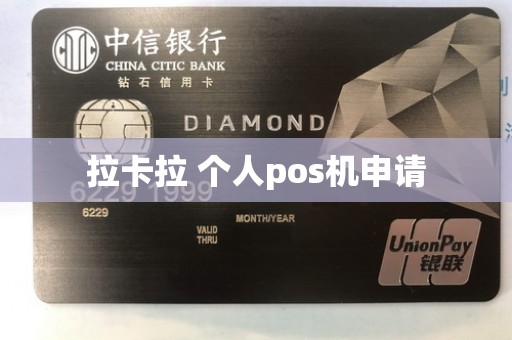 中信银行
CHINA CITIC BANK
钻石信用卡
DIAMOND
拉卡拉 个人pos机申请
6229 1999
6229
MONTH/YEAR
VALID
THRU
UnionPay
银联